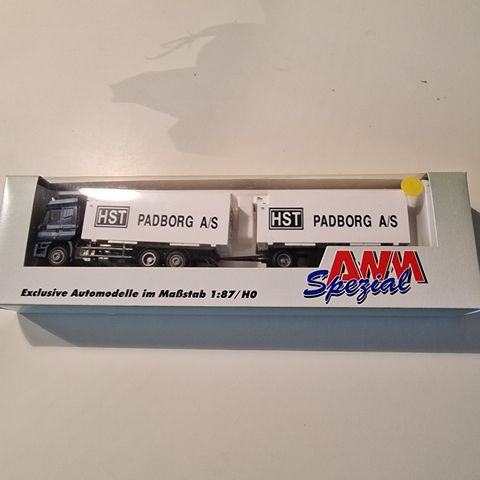 HST PADBORG A/S
HST PADBORG A/S
AWM
Spezial
Exclusive Automodelle im Maßstab 1:87/H0